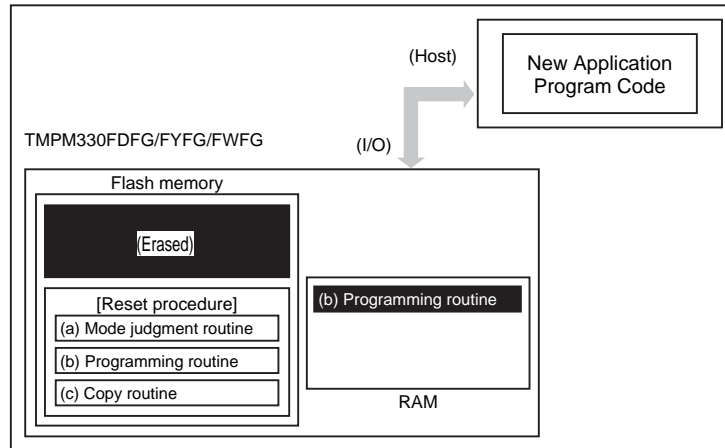 (Host)
New Application
Program Code
TMPM330FDFG/FYFG/FWFG
(I/O)
Flash memory
(Erased)
[Reset procedure]
(a) Mode judgment routine
(b) Programming routine
(c) Copy routine
(b) Programming routine
RAM